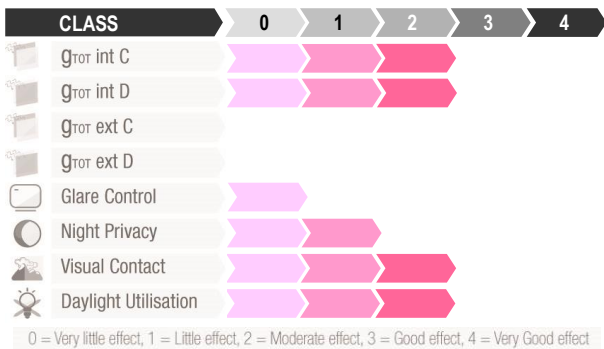 CLASS 0 1 2 3 4
gTOT int C
gTOT int D
gTOT ext C
gTOT ext D
Glare Control
Night Privacy
Visual Contact
Daylight Utilisation
0 = Very little effect, 1 = Little effect, 2 = Moderate effect, 3 = Good effect, 4 = Very Good effect